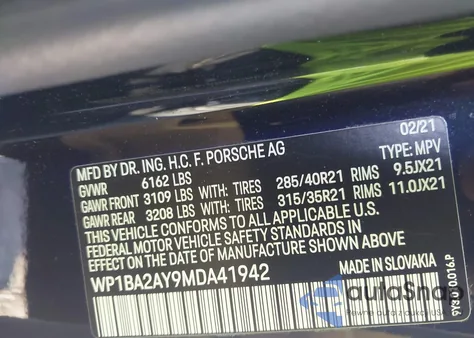 02/21
MFD BY DR. ING. H.C. F. PORSCHE AG TYPE: MPV
GVWR 6162 LBS
GAWR FRONT 3109 LBS WITH: TIRES 285/40R21 RIMS 9.5JX21
GAWR REAR 3208 LBS WITH: TIRES 315/35R21 RIMS 11.0JX21
THIS VEHICLE CONFORMS TO ALL APPLICABLE U.S.
FEDERAL MOTOR VEHICLE SAFETY STANDARDS IN
EFFECT ON THE DATE OF MANUFACTURE SHOWN ABOVE
WP1BA2AY9MDA41942 MADE IN SLOVAKIA
autoSnap